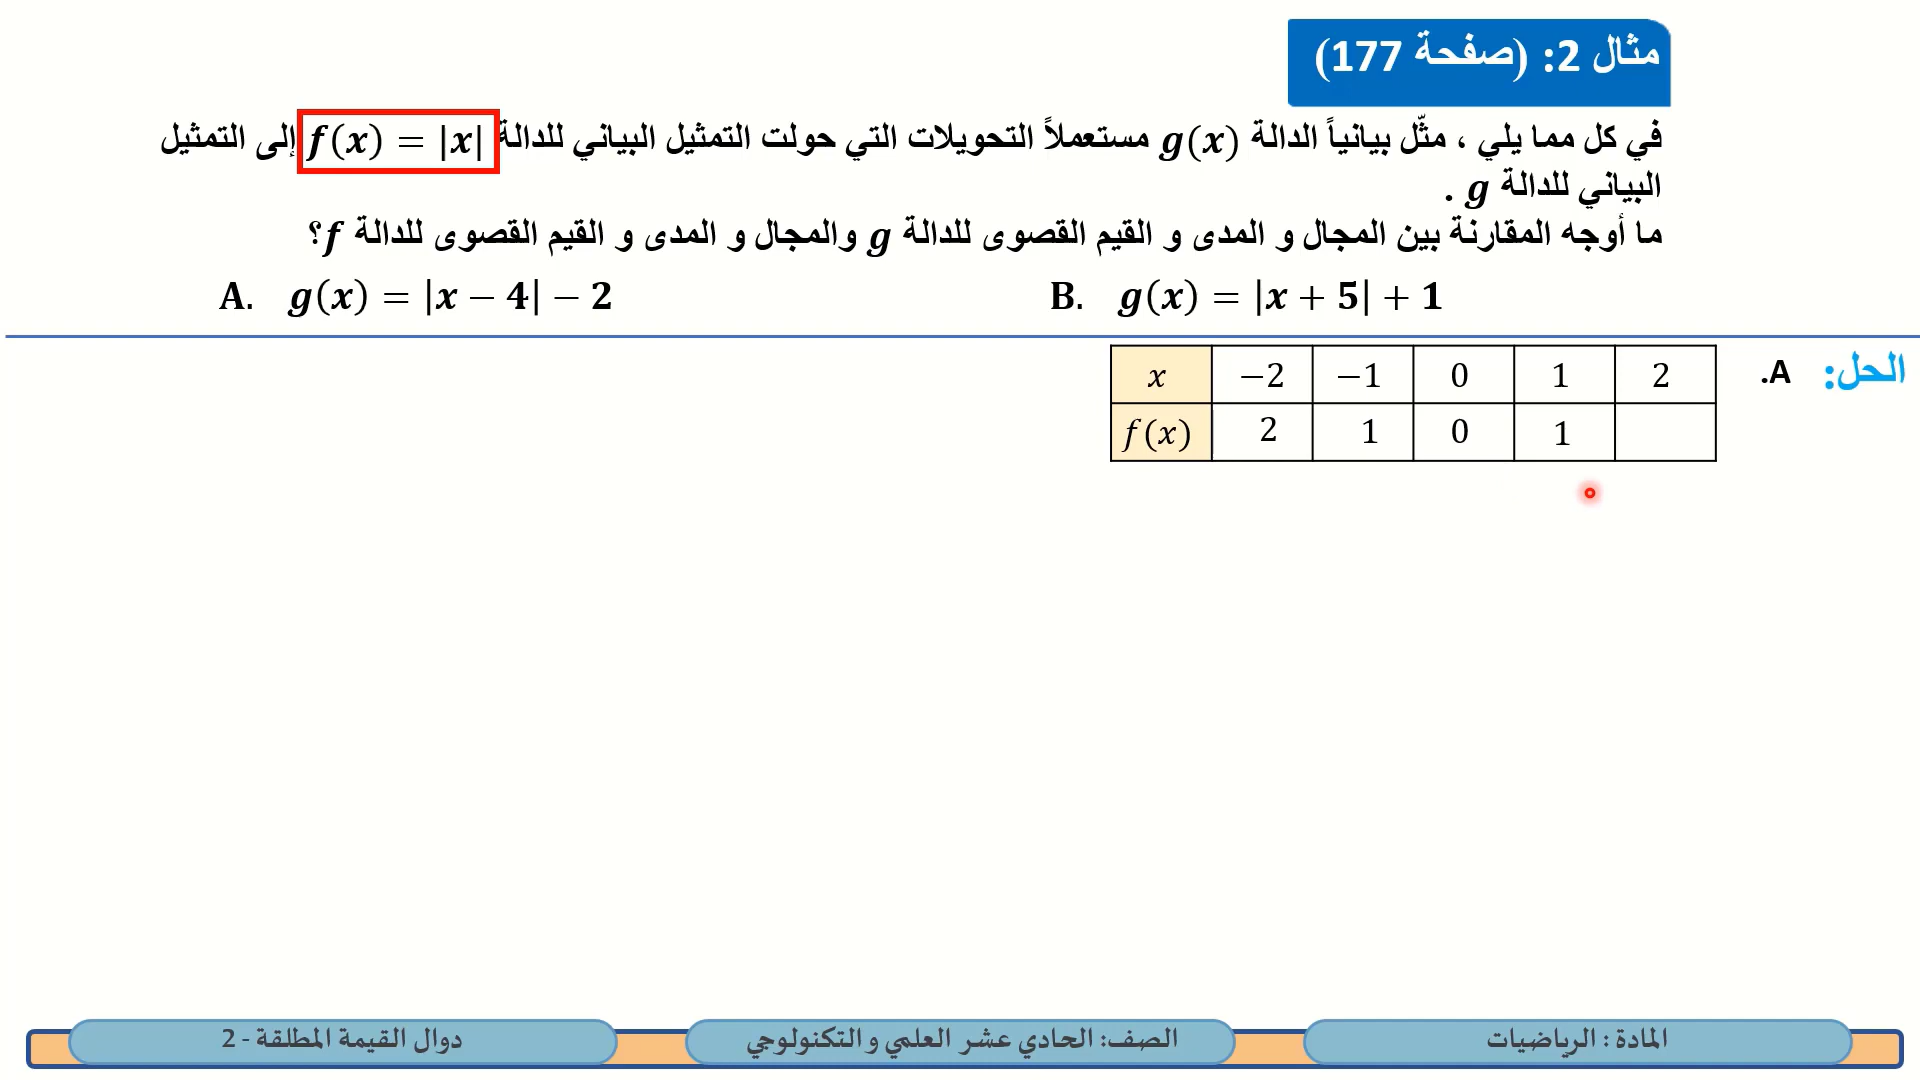 مثال 2: (صفحة 177)
في كل مما يلي ، مثّل بيانياً الدالة g(x) مستعملاً التحويلات التي حولت التمثيل البياني للدالة f(x) = |x| إلى التمثيل
البياني للدالة g .
ما أوجه المقارنة بين المجال و المدى و القيم القصوى للدالة g والمجال و المدى و القيم القصوى للدالة f؟
A. g(x) = |x − 4| − 2 B. g(x) = |x + 5| + 1
الحل: A.
x −2 −1 0 1 2
f(x) 2 1 0 1
المادة : الرياضيات
الصف: الحادي عشر العلمي و التكنولوجي
دوال القيمة المطلقة - 2